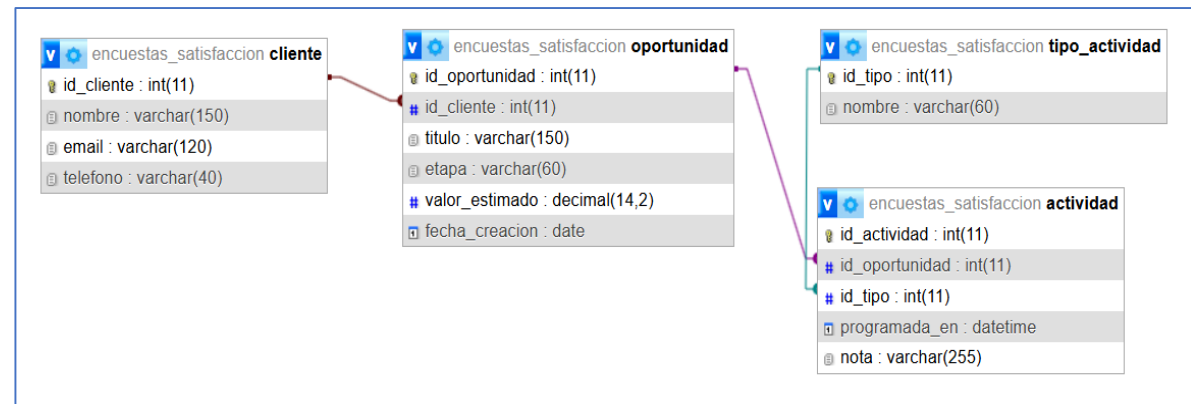 encuestas_satisfaccion cliente
id_cliente : int(11)
nombre : varchar(150)
email : varchar(120)
telefono : varchar(40)
encuestas_satisfaccion oportunidad
id_oportunidad : int(11)
# id_cliente : int(11)
titulo : varchar(150)
etapa : varchar(60)
# valor_estimado : decimal(14,2)
fecha_creacion : date
encuestas_satisfaccion tipo_actividad
id_tipo : int(11)
nombre : varchar(60)
encuestas_satisfaccion actividad
id_actividad : int(11)
# id_oportunidad : int(11)
# id_tipo : int(11)
programada_en : datetime
nota : varchar(255)